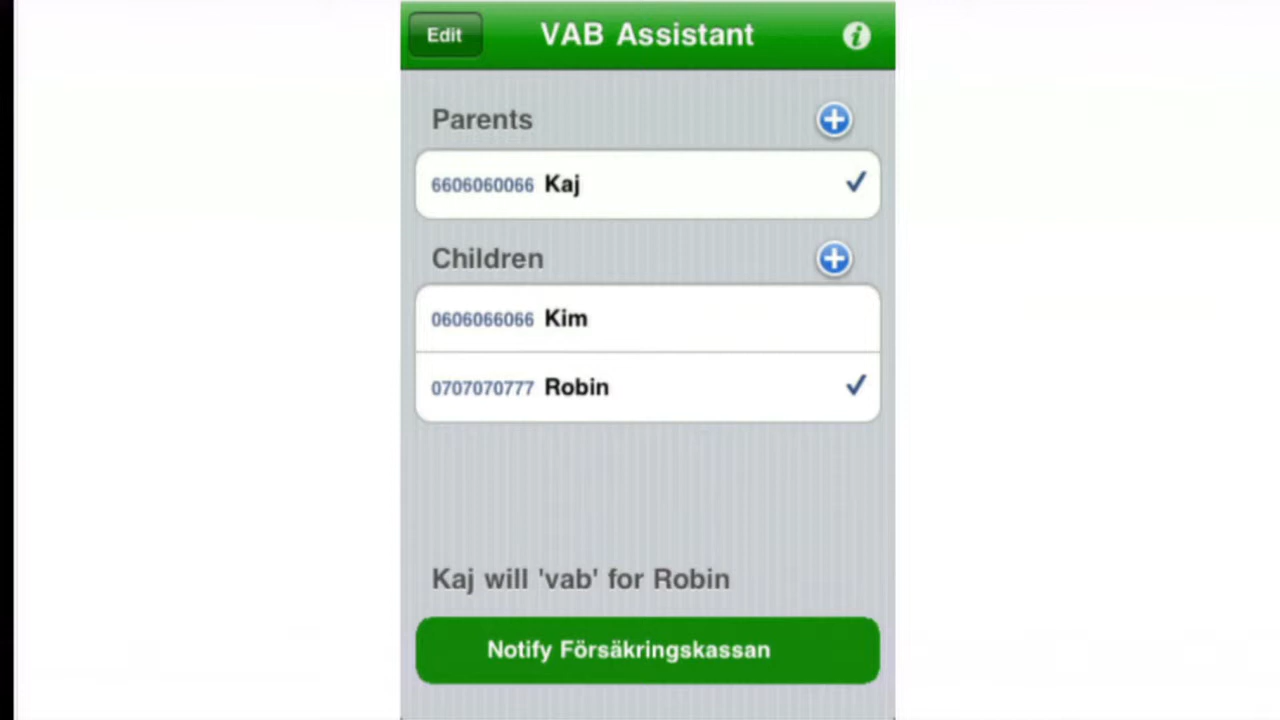 Edit
VAB Assistant
Parents
6606060066 Kaj
Children
0606066066 Kim
0707070777 Robin
Kaj will 'vab' for Robin
Notify Försäkringskassan